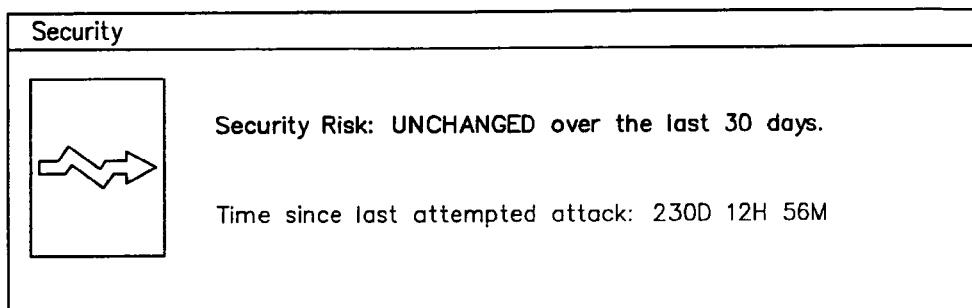 Security
Security Risk: UNCHANGED over the last 30 days.
Time since last attempted attack: 230D 12H 56M